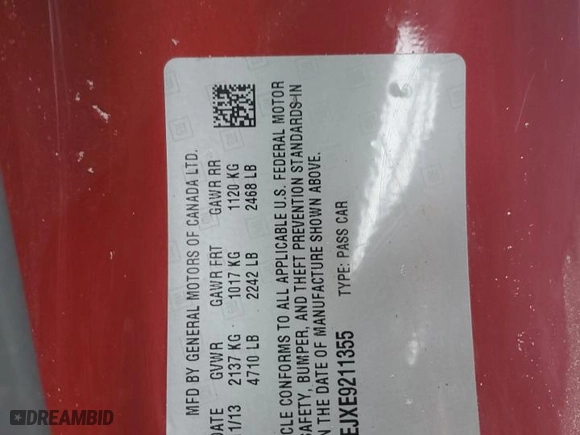 MFD BY GENERAL MOTORS OF CANADA LTD.
DATE GVWR GAWR FRT GAWR RR
1/13 2137 KG 1017 KG 1120 KG
4710 LB 2242 LB 2468 LB
CLE CONFORMS TO ALL APPLICABLE U.S. FEDERAL MOTOR
SAFETY, BUMPER, AND THEFT PREVENTION STANDARDS IN
N THE DATE OF MANUFACTURE SHOWN ABOVE.
EJXE9211355 TYPE: PASS CAR
DREAMBID